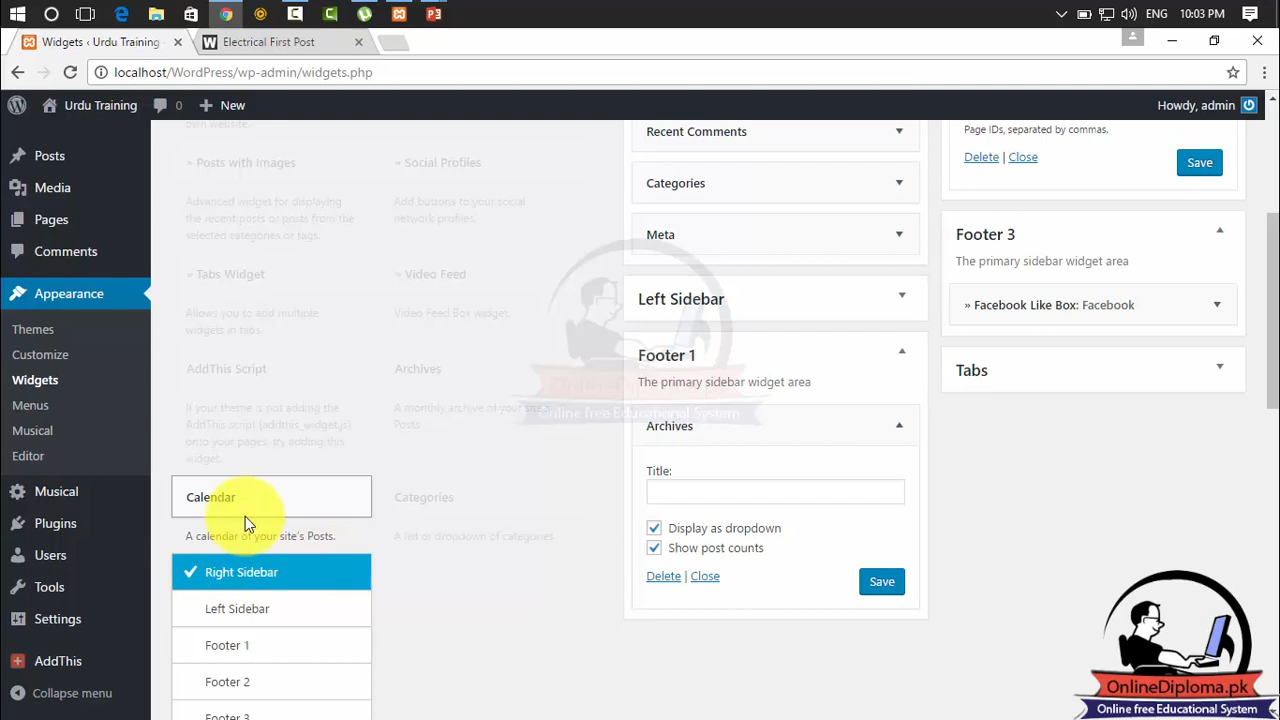 ENG
10:03 PM
Widgets ‹ Urdu Training
Electrical First Post
localhost/WordPress/wp-admin/widgets.php
Urdu Training
0
New
Howdy, admin
Posts
Media
Pages
Comments
Appearance
Themes
Customize
Widgets
Menus
Musical
Editor
Musical
Plugins
Users
Tools
Settings
AddThis
Collapse menu
own website.
» Posts with Images
» Social Profiles
Advanced widget for displaying
the recent posts or posts from the
selected categories or tags.
Add buttons to your social
network profiles.
» Tabs Widget
» Video Feed
Allows you to add multiple
widgets in tabs.
Video Feed Box widget.
AddThis Script
Archives
If your theme is not adding the
AddThis script (addthis_widget.js)
onto your pages, try adding this
widget.
A monthly archive of your site's
Posts.
Calendar
Categories
A calendar of your site's Posts.
A list or dropdown of categories.
Right Sidebar
Left Sidebar
Footer 1
Footer 2
Footer 3
Recent Comments
Categories
Meta
Left Sidebar
Footer 1
The primary sidebar widget area
Archives
Title:
Display as dropdown
Show post counts
Delete | Close
Save
Page IDs, separated by commas.
Delete | Close
Save
Footer 3
The primary sidebar widget area
» Facebook Like Box: Facebook
Tabs
OnlineDiploma.pk
Online free Educational System
OnlineDiploma.pk
Online free Educational System